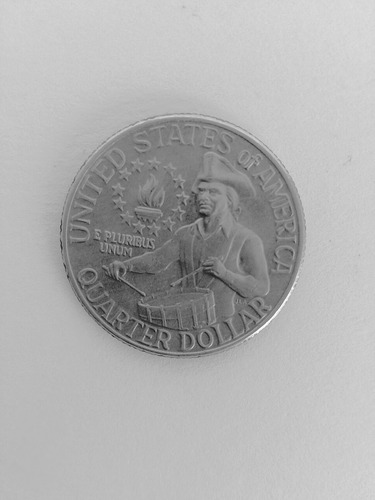 UNITED STATES of AMERICA
E PLURIBUS
UNUM
QUARTER DOLLAR